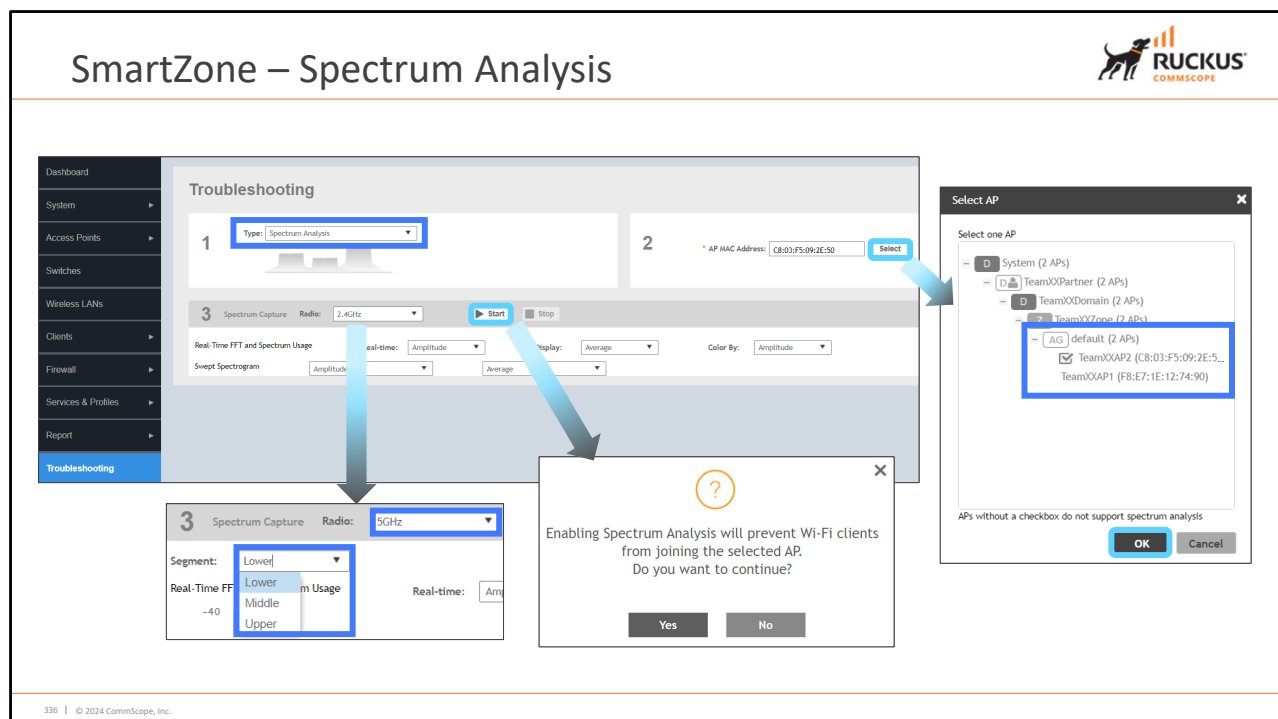 SmartZone – Spectrum Analysis
RUCKUS
COMMSCOPE
Dashboard
System
Access Points
Switches
Wireless LANs
Clients
Firewall
Services & Profiles
Report
Troubleshooting
Troubleshooting
1
Type: Spectrum Analysis
2
* AP MAC Address: C8:03:F5:09:2E:50 Select
3 Spectrum Capture Radio: 2.4GHz Start Stop
Real-Time FFT and Spectrum Usage eal-time: Amplitude isplay: Average Color By: Amplitude
Swept Spectrogram Amplitude Average
Select AP
Select one AP
D System (2 APs)
D TeamXXPartner (2 APs)
D TeamXXDomain (2 APs)
Z TeamXXZone (2 APs)
AG default (2 APs)
TeamXXAP2 (C8:03:F5:09:2E:5...
TeamXXAP1 (F8:E7:1E:12:74:90)
APs without a checkbox do not support spectrum analysis
OK Cancel
3 Spectrum Capture Radio: 5GHz
Segment: Lower
Real-Time FF m Usage Real-time: Am
-40
Lower
Middle
Upper
?
Enabling Spectrum Analysis will prevent Wi-Fi clients
from joining the selected AP.
Do you want to continue?
Yes No
336 | © 2024 CommScope, Inc.